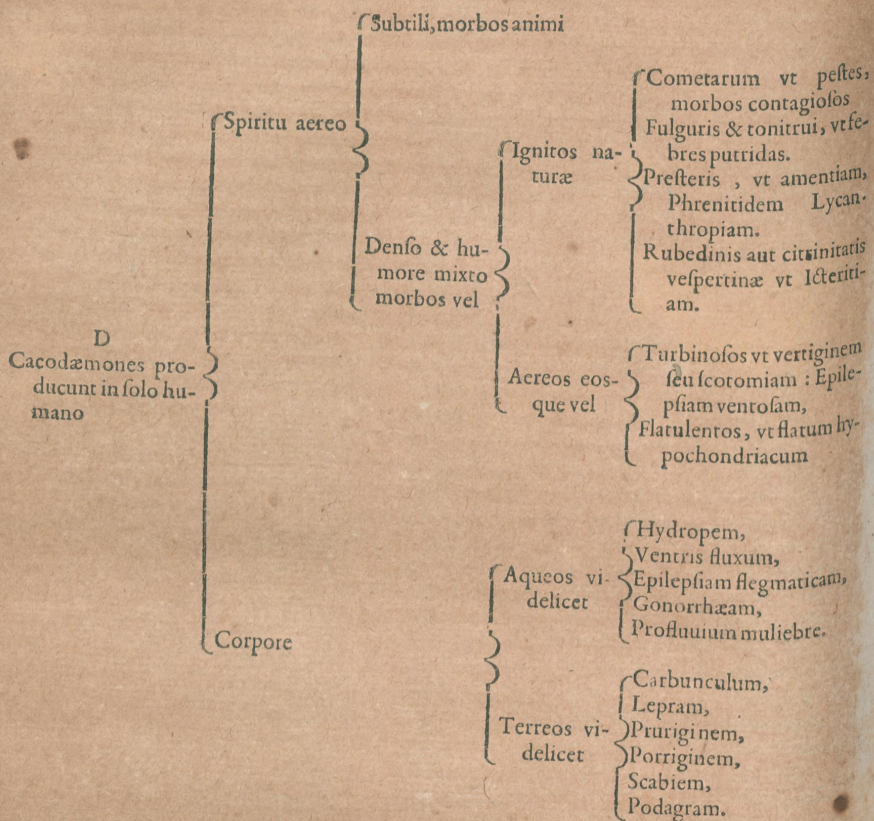 D
Cacodæmones pro-
ducunt in ſolo hu-
mano
Spiritu aereo
Subtili, morbos animi
Denſo & hu-
more mixto
morbos vel
Ignitos na-
turæ
Cometarum vt peſtes,
morbos contagioſos
Fulguris & tonitrui, vt fe-
bres putridas.
Preſteris , vt amentiam,
Phrenitidem Lycan-
thropiam.
Rubedinis aut citrinitatis
veſpertinæ vt Icteriti-
am.
Aereos eos-
que vel
Turbinoſos vt vertiginem
ſeu ſcotomiam : Epile-
pſiam ventoſam,
Flatulentos, vt flatum hy-
pochondriacum
Corpore
Aqueos vi-
delicet
Hydropem,
Ventris fluxum,
Epilepſiam flegmaticam,
Gonorrhæam,
Profluuium muliebre.
Terreos vi-
delicet
Carbunculum,
Lepram,
Pruriginem,
Porriginem,
Scabiem,
Podagram.